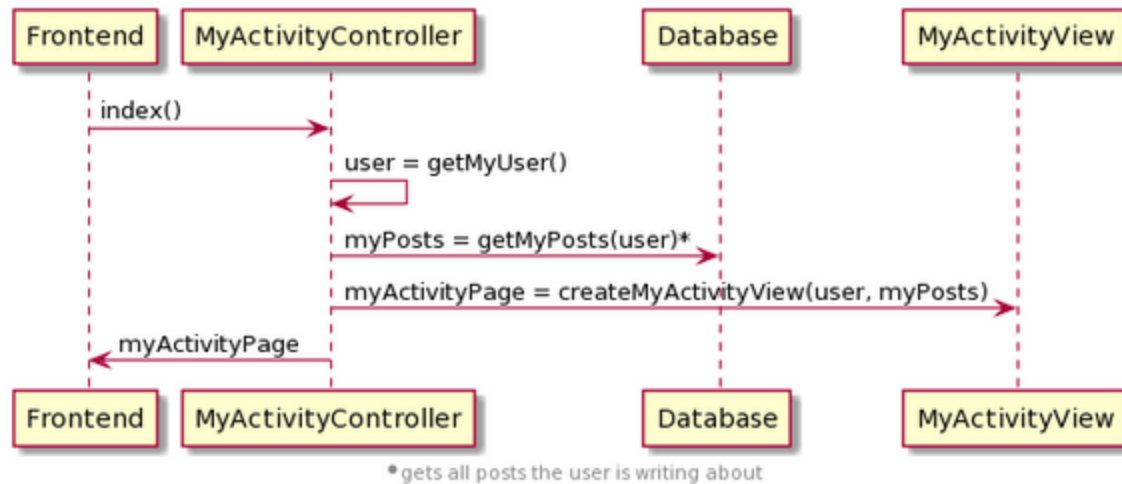 Frontend MyActivityController Database MyActivityView
index()
user = getMyUser()
myPosts = getMyPosts(user)*
myActivityPage = createMyActivityView(user, myPosts)
myActivityPage
Frontend MyActivityController Database MyActivityView
•gets all posts the user is writing about